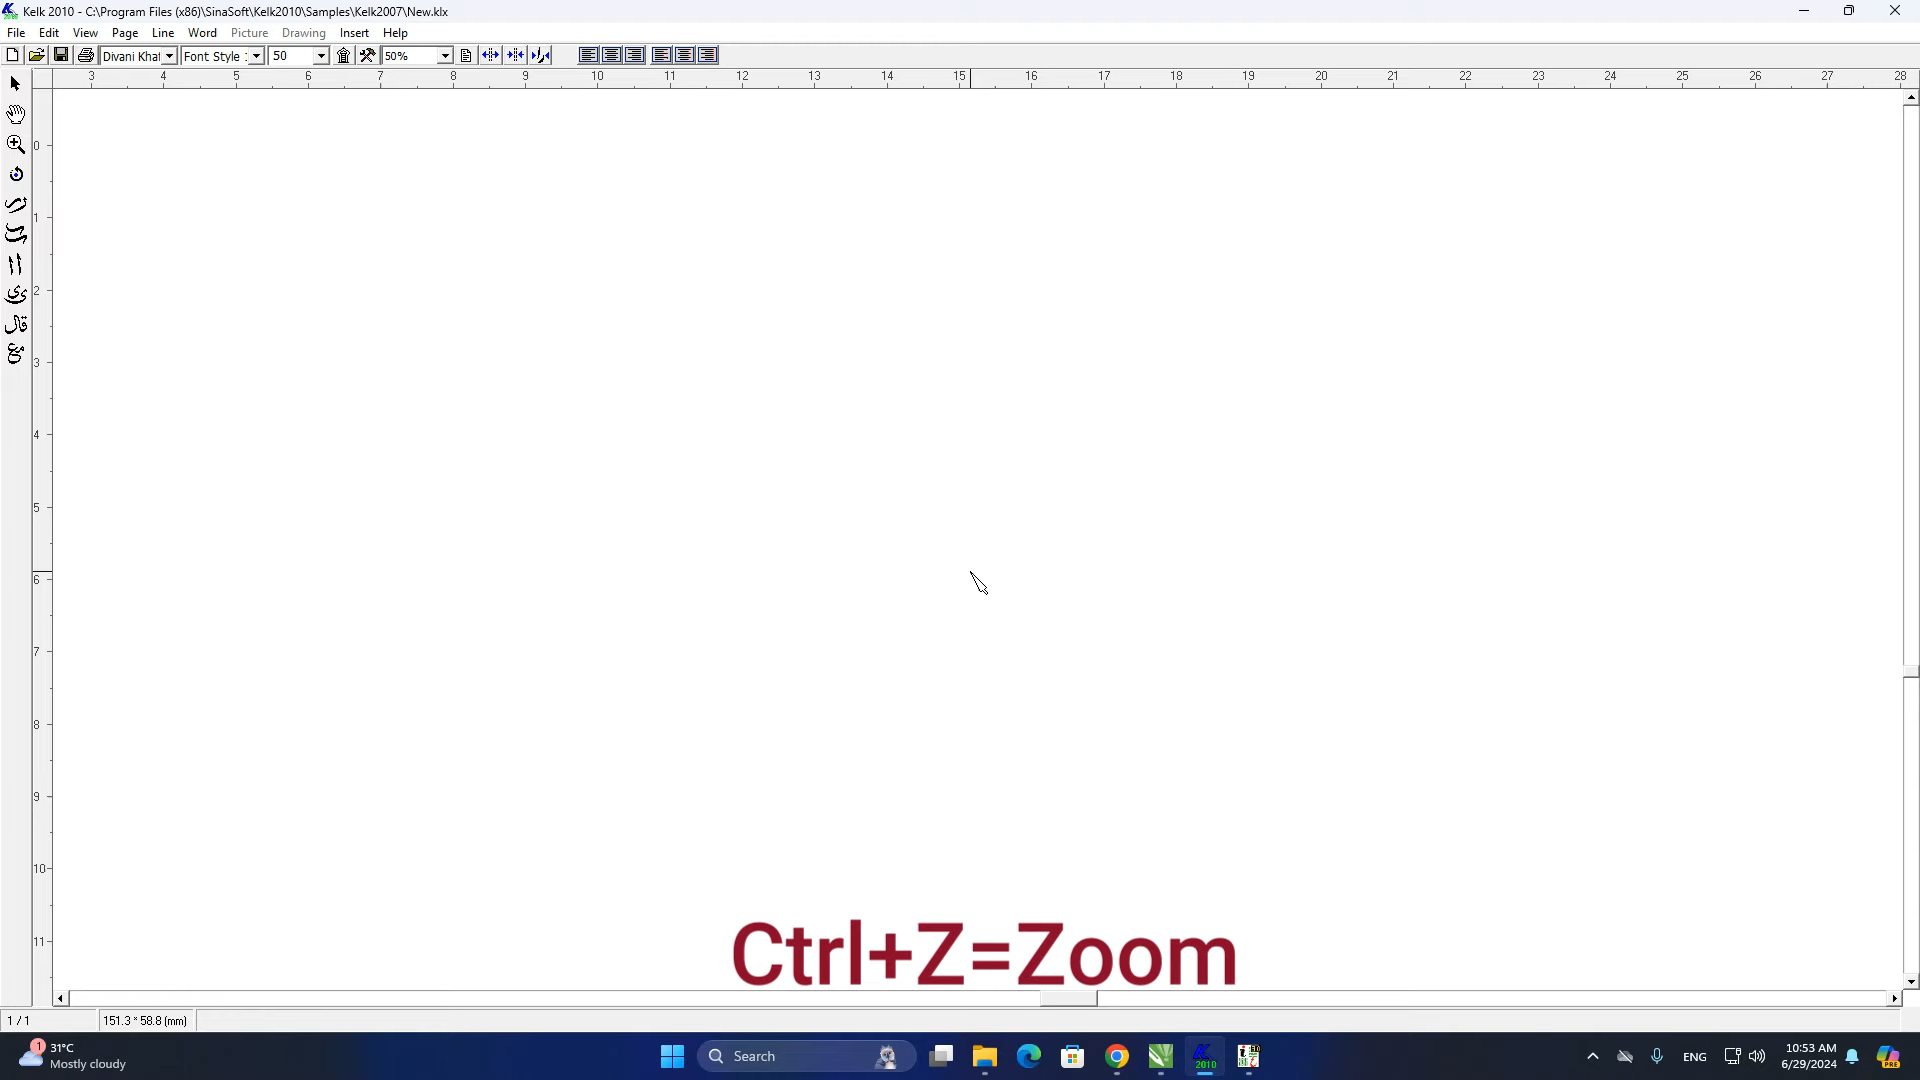 Kelk 2010 - C:\Program Files (x86)\SinaSoft\Kelk2010\Samples\Kelk2007\New.klx
File Edit View Page Line Word Picture Drawing Insert Help
Divani Khat Font Style : 50 50%
3 4 5 6 7 8 9 10 11 12 13 14 15 16 17 18 19 20 21 22 23 24 25 26 27 28
0
1
2
ی
قال
3
4
5
6
7
8
9
10
11
Ctrl+Z=Zoom
1 / 1 151.3 * 58.8 (mm)
1 31°C
Mostly cloudy
Search
2010
ENG
10:53 AM
6/29/2024
PRE